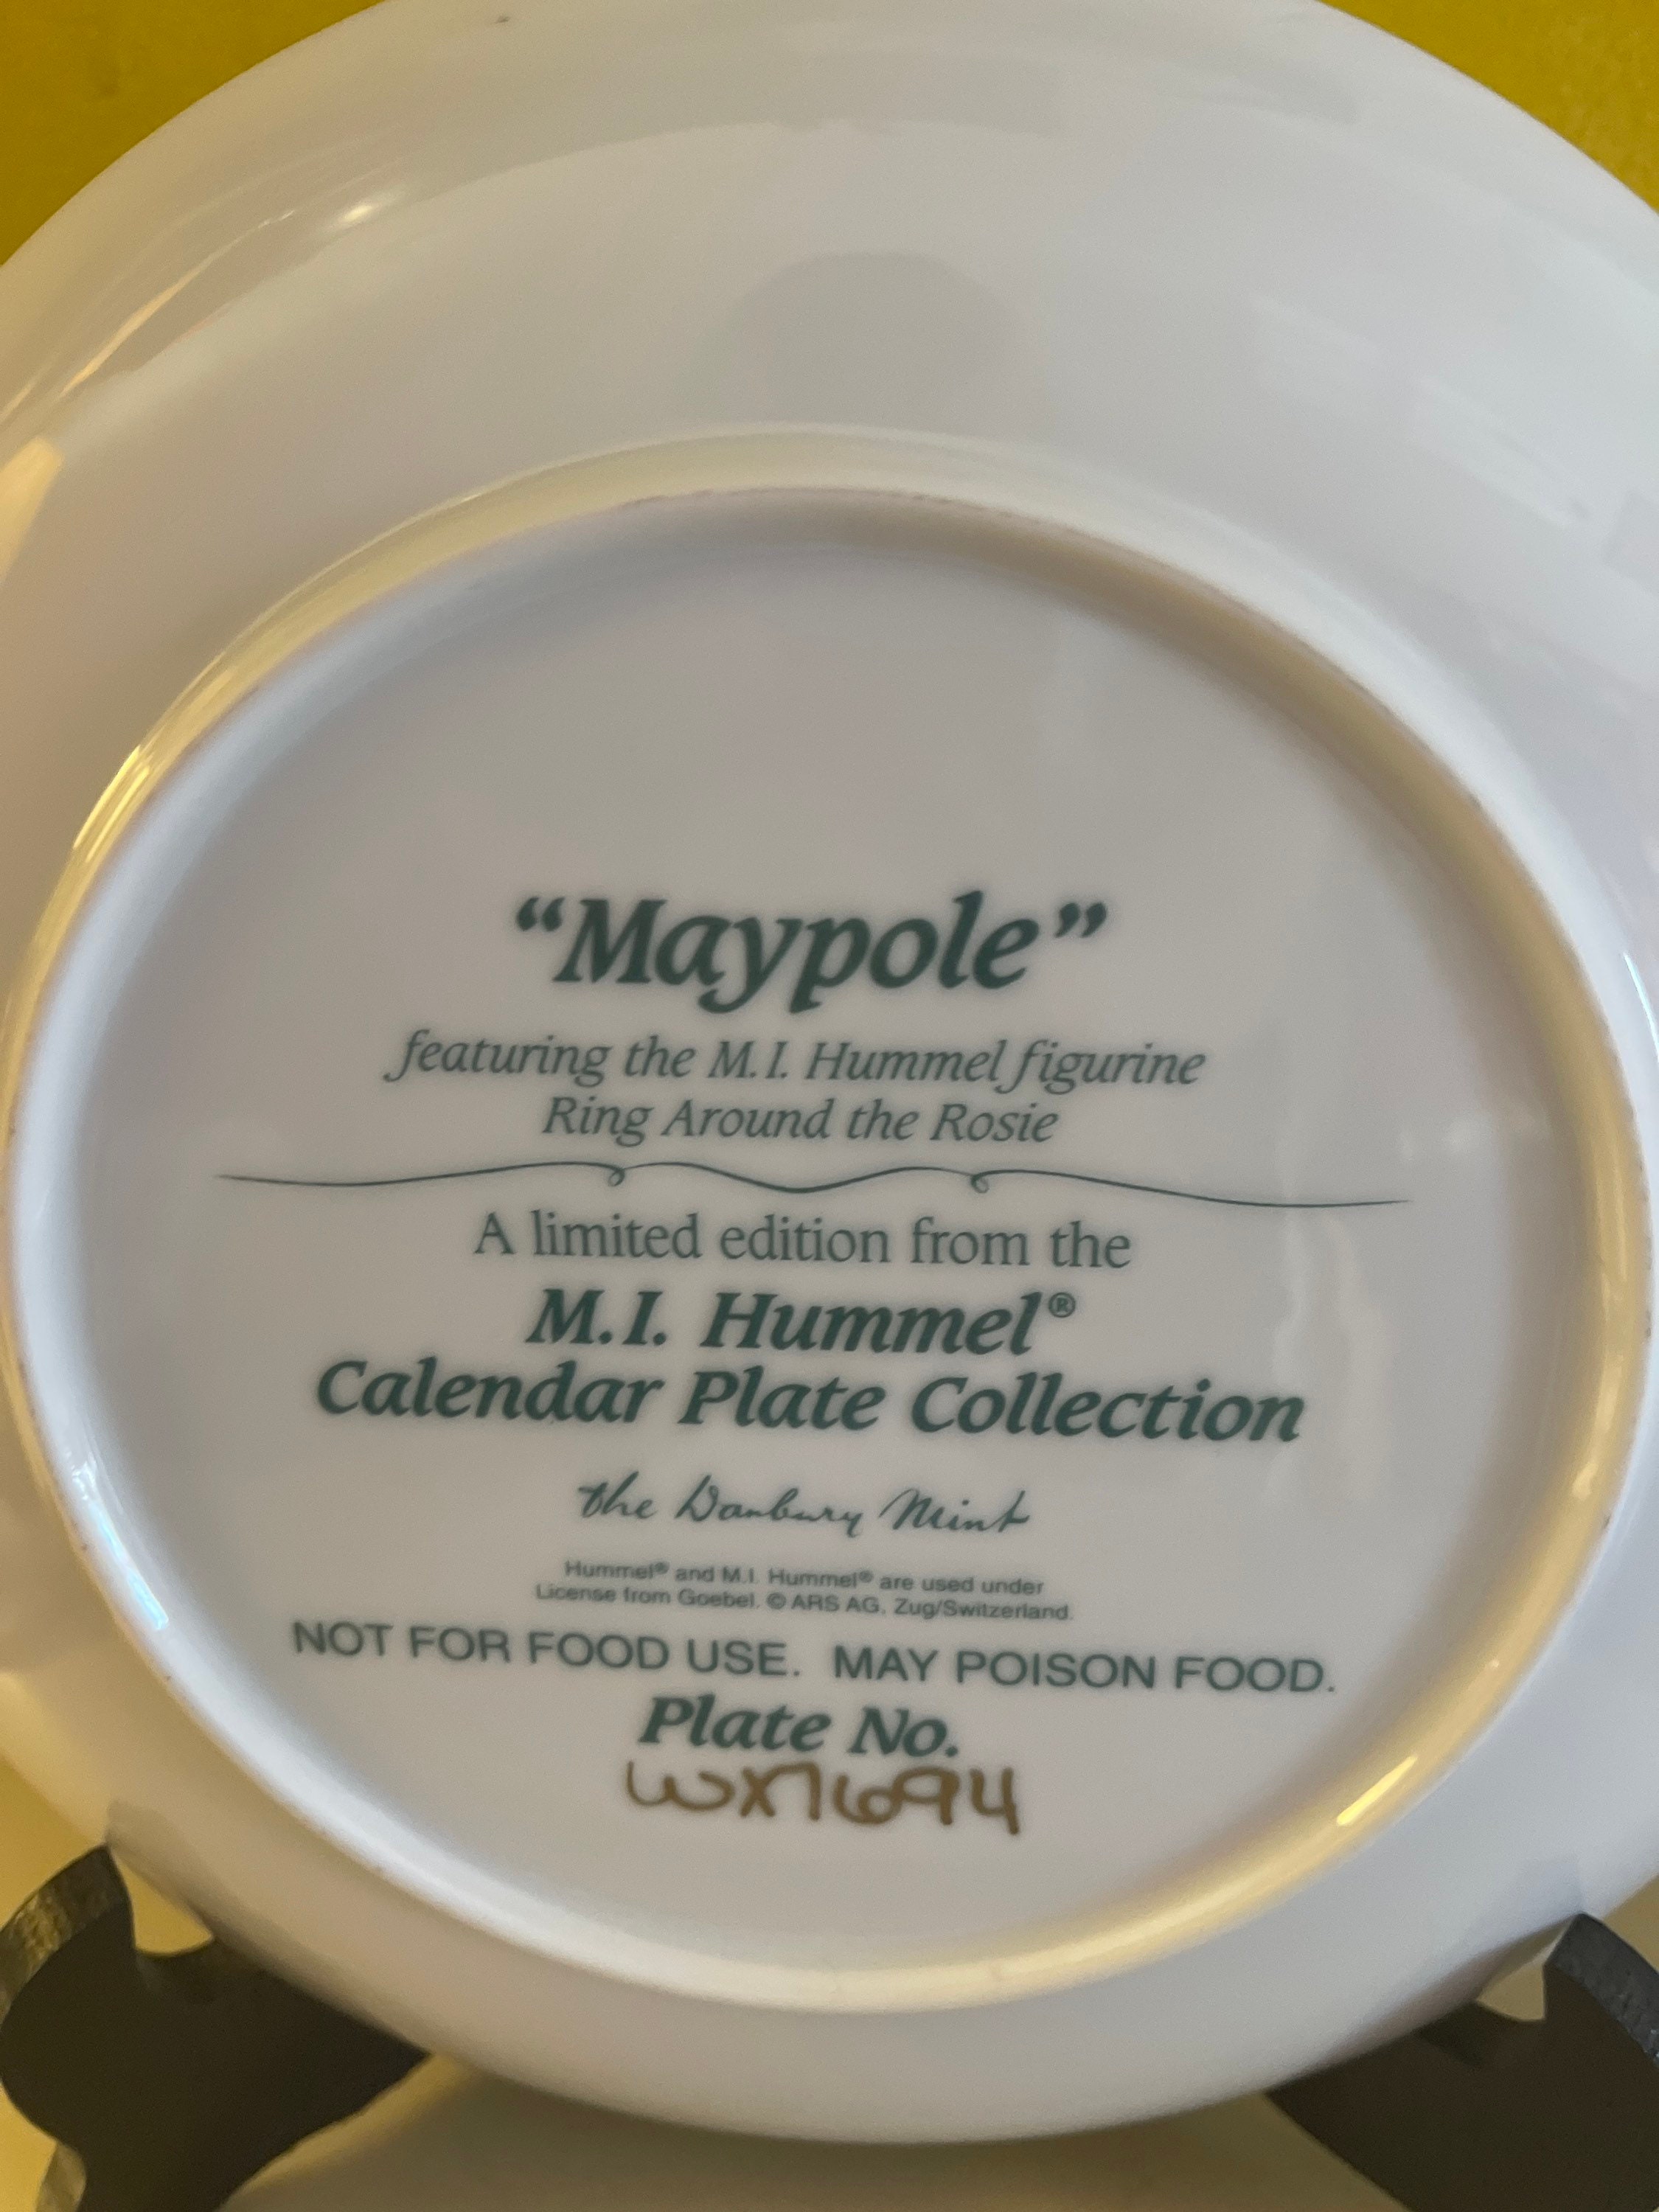 “Maypole”
featuring the M.I. Hummel figurine
Ring Around the Rosie
A limited edition from the
M.I. Hummel®
Calendar Plate Collection
the Danbury Mint
Hummel® and M.I. Hummel® are used under
License from Goebel. © ARS AG, Zug/Switzerland.
NOT FOR FOOD USE. MAY POISON FOOD.
Plate No.
WX7694